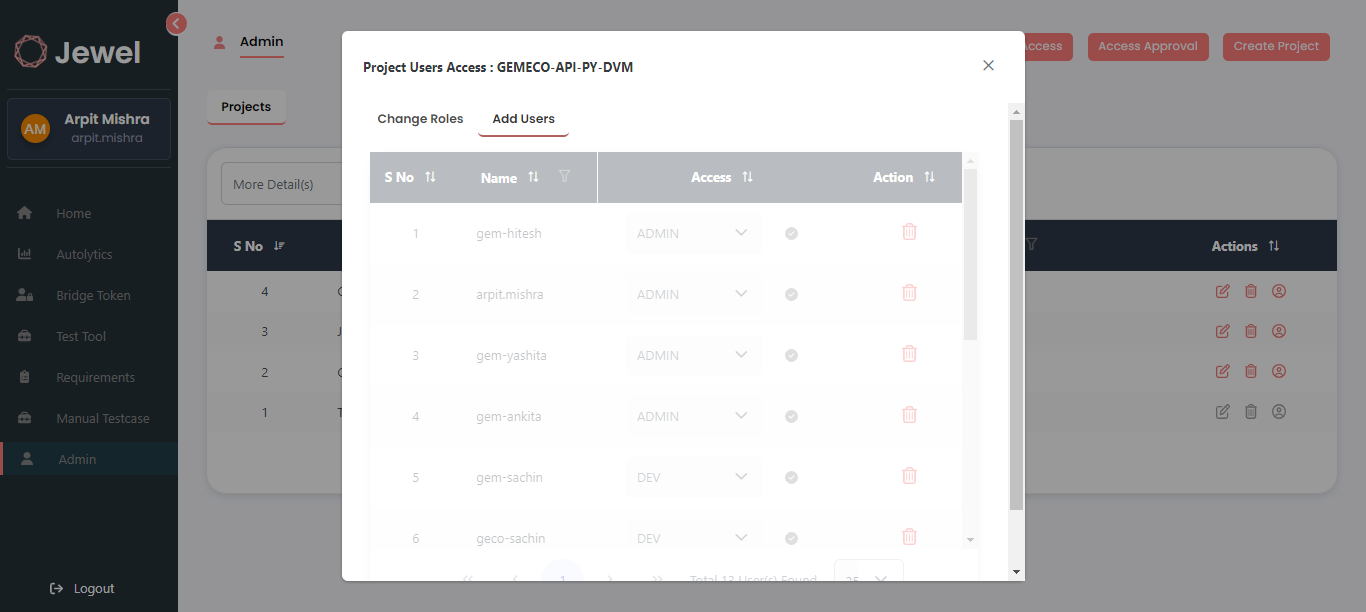 Jewel
AM
Arpit Mishra
arpit.mishra
Home
Autolytics
Bridge Token
Test Tool
Requirements
Manual Testcase
Admin
Logout
Admin
Access Approval
Create Project
Projects
More Detail(s)
S No
Actions
4
3
2
1
Project Users Access : GEMECO-API-PY-DVM
Change Roles
Add Users
S No Name Access Action
1 gem-hitesh ADMIN
2 arpit.mishra ADMIN
3 gem-yashita ADMIN
4 gem-ankita ADMIN
5 gem-sachin DEV
6 geco-sachin DEV
1 Total 13 User(s) Found 25